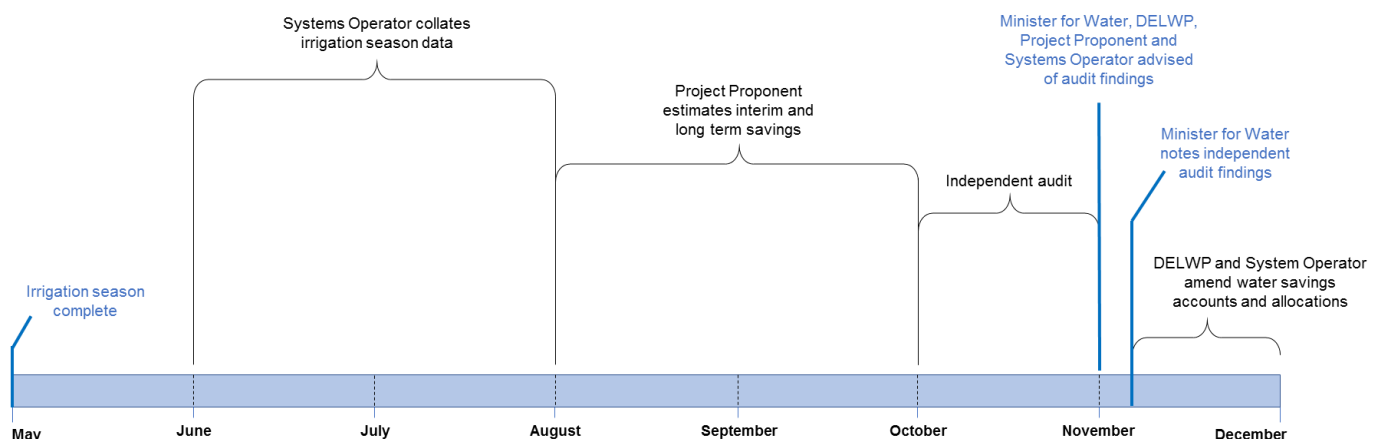 Systems Operator collates
irrigation season data
Minister for Water, DELWP,
Project Proponent and
Systems Operator advised
of audit findings
Project Proponent
estimates interim and
long term savings
Minister for Water
notes independent
audit findings
Independent audit
DELWP and System Operator
amend water savings
accounts and allocations
Irrigation season
complete
May
June
July
August
September
October
November
December